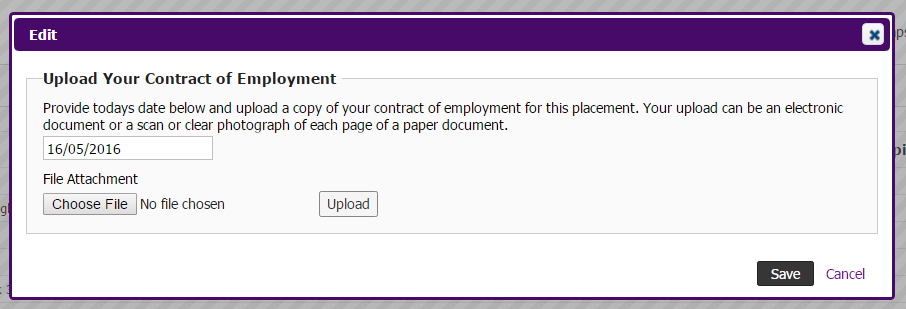 Edit
Upload Your Contract of Employment
Provide todays date below and upload a copy of your contract of employment for this placement. Your upload can be an electronic
document or a scan or clear photograph of each page of a paper document.
16/05/2016
File Attachment
Choose File No file chosen Upload
Save Cancel